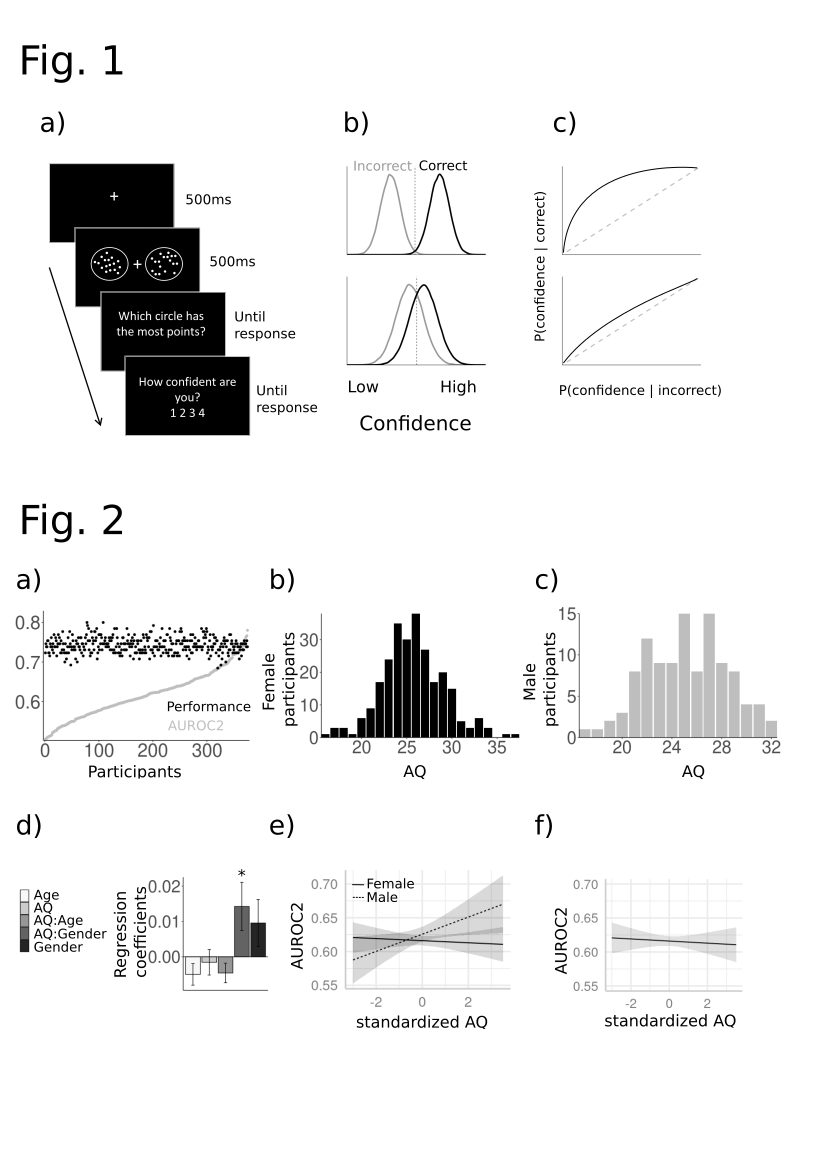 Fig. 1
a)
b)
c)
+
500ms
+
500ms
Which circle has
the most points?
Until
response
How confident are
you?
1 2 3 4
Until
response
Incorrect
Correct
Low
High
Confidence
P(confidence | correct)
P(confidence | incorrect)
Fig. 2
a)
b)
c)
0.8
0.7
0.6
Performance
AUROC2
0
100
200
300
Participants
Female
participants
30
20
10
0
20
25
30
35
AQ
Male
participants
15
10
5
0
20
24
28
32
AQ
d)
e)
f)
Age
AQ
AQ:Age
AQ:Gender
Gender
Regression
coefficients
0.02
0.01
0.00
*
AUROC2
0.70
0.65
0.60
0.55
Female
Male
-2
0
2
standardized AQ
AUROC2
0.70
0.65
0.60
0.55
-2
0
2
standardized AQ